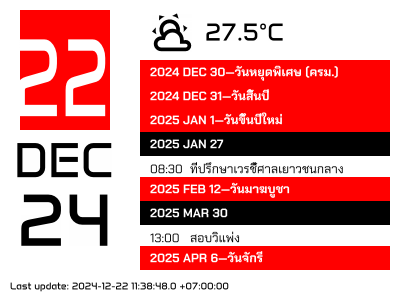 22
DEC
24
27.5°C
2024 DEC 30—วันหยุดพิเศษ (ครม.)
2024 DEC 31—วันสิ้นปี
2025 JAN 1—วันขึ้นปีใหม่
2025 JAN 27
08:30 ที่ปรึกษาเวรชี้ศาลเยาวชนกลาง
2025 FEB 12—วันมาฆบูชา
2025 MAR 30
13:00 สอบวิแพ่ง
2025 APR 6—วันจักรี
Last update: 2024-12-22 11:38:48.0 +07:00:00